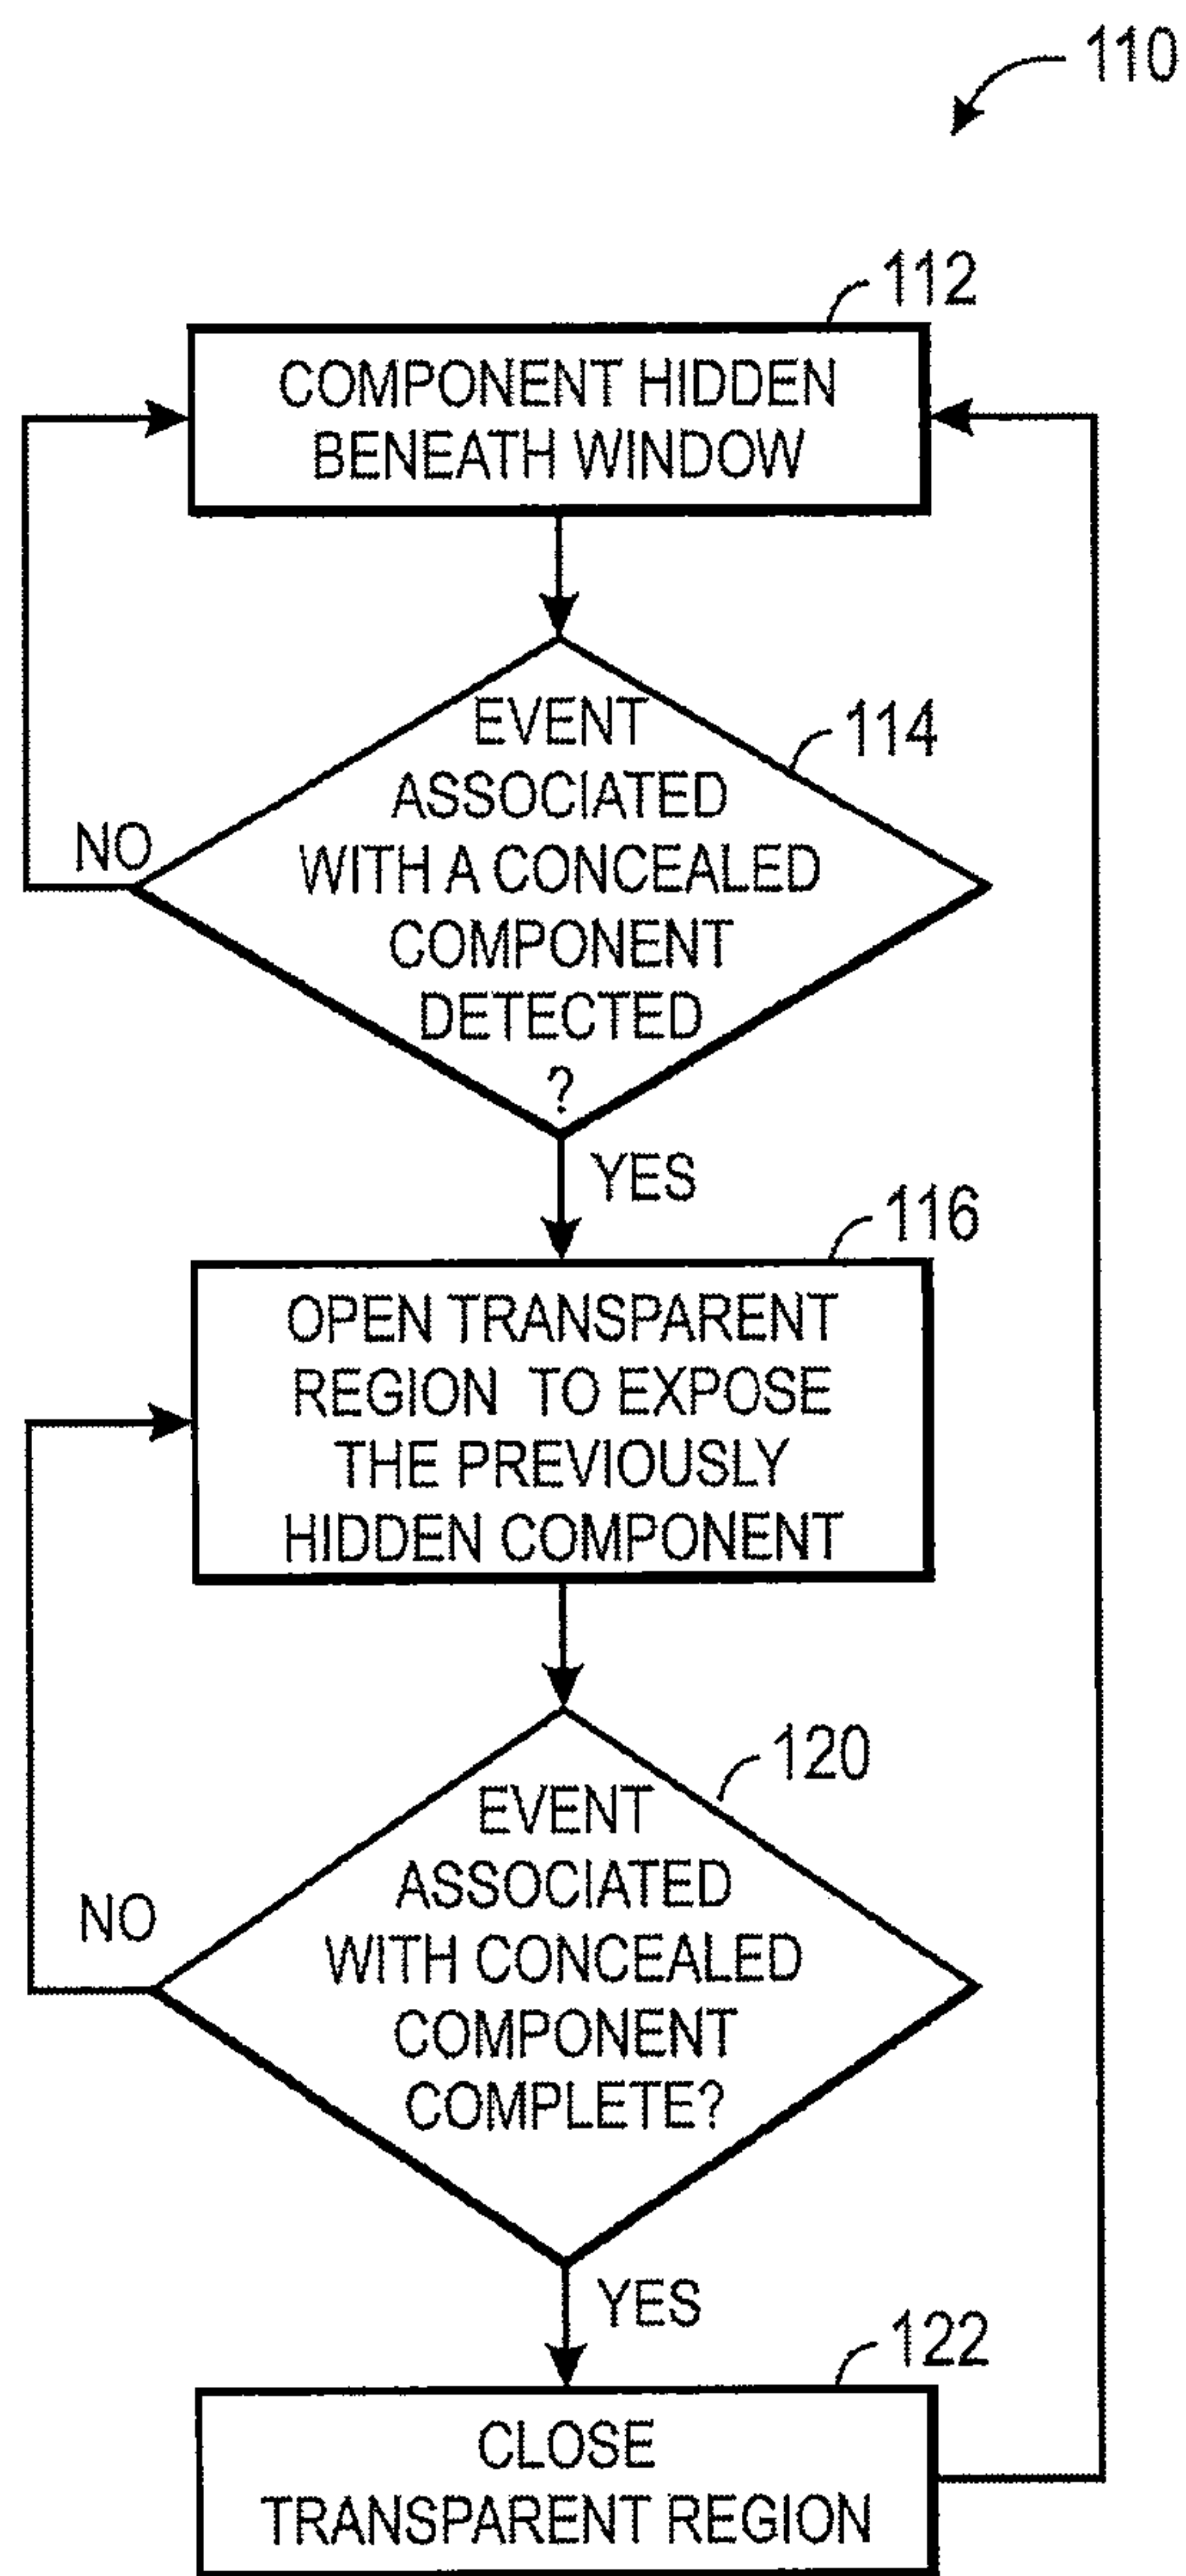 110
112
COMPONENT HIDDEN
BENEATH WINDOW
EVENT
114
ASSOCIATED
NO
WITH A CONCEALED
COMPONENT
DETECTED
?
YES
116
OPEN TRANSPARENT
REGION TO EXPOSE
THE PREVIOUSLY
HIDDEN COMPONENT
120
EVENT
ASSOCIATED
NO
WITH CONCEALED
COMPONENT
COMPLETE?
YES
122
CLOSE
TRANSPARENT REGION